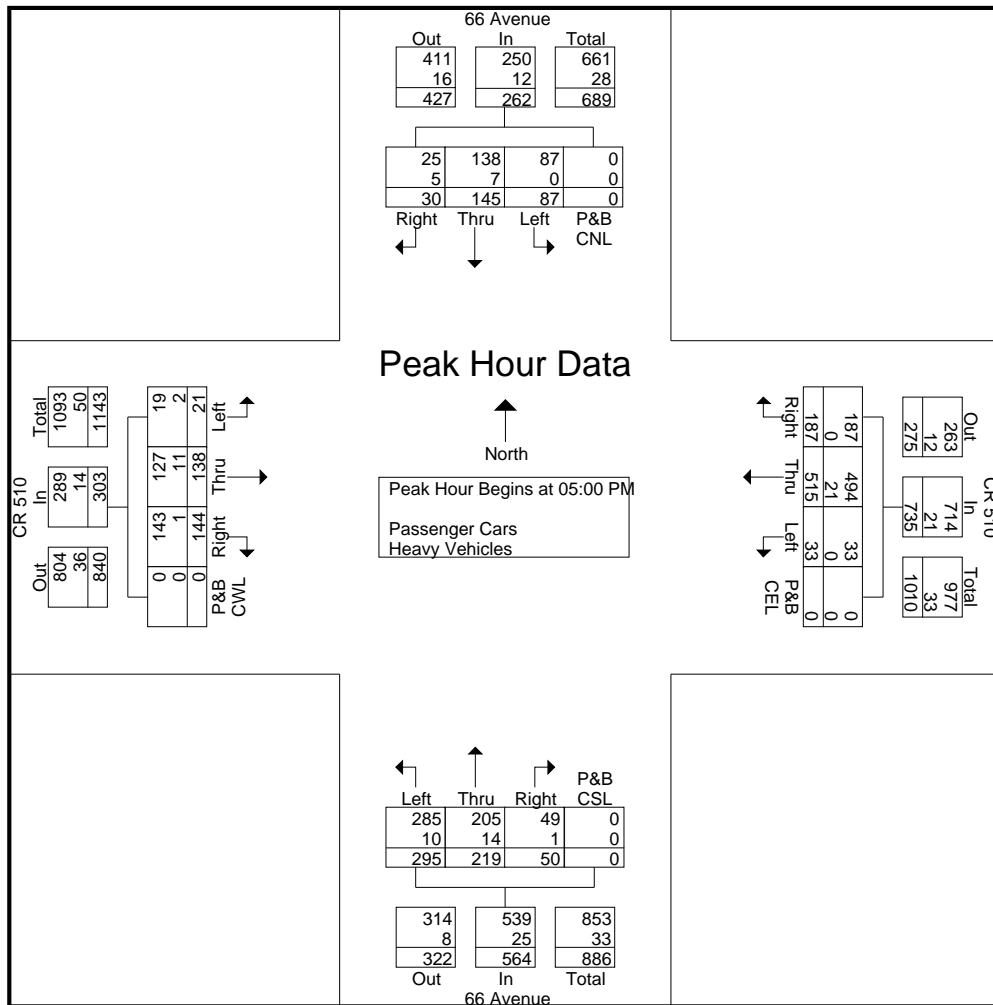 66 Avenue
Out In Total
411 250 661
16 12 28
427 262 689
25 138 87 0
5 7 0 0
30 145 87 0
Right Thru Left P&B
CNL
Peak Hour Data
North
Peak Hour Begins at 05:00 PM
Passenger Cars
Heavy Vehicles
CR 510
Out In Total
804 289 1093
36 14 50
840 303 1143
0 143 127 19
0 1 11 2
0 144 138 21
P&B Right Thru Left
CWL
CR 510
Out In Total
263 714 977
12 21 33
275 735 1010
187 494 33 0
0 21 0 0
187 515 33 0
Right Thru Left P&B
CEL
P&B
Left Thru Right CSL
285 205 49 0
10 14 1 0
295 219 50 0
314 539 853
8 25 33
322 564 886
Out In Total
66 Avenue